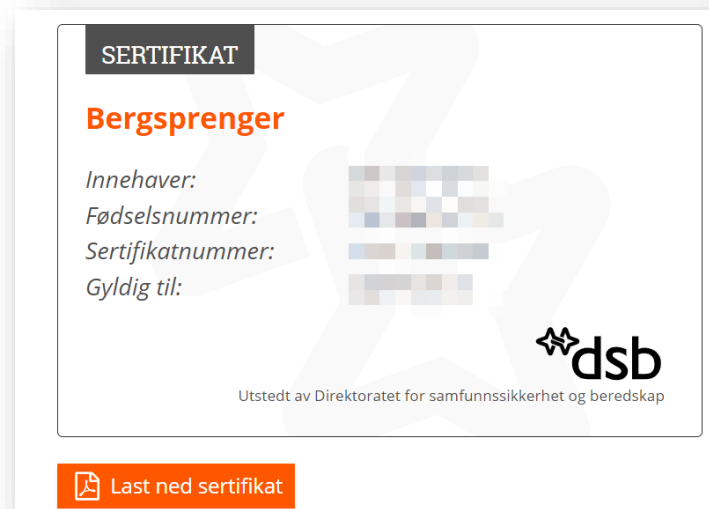 SERTIFIKAT
Bergsprenger
Innehaver:
Fødselsnummer:
Sertifikatnummer:
Gyldig til:
dsb
Utstedt av Direktoratet for samfunnssikkerhet og beredskap
Last ned sertifikat